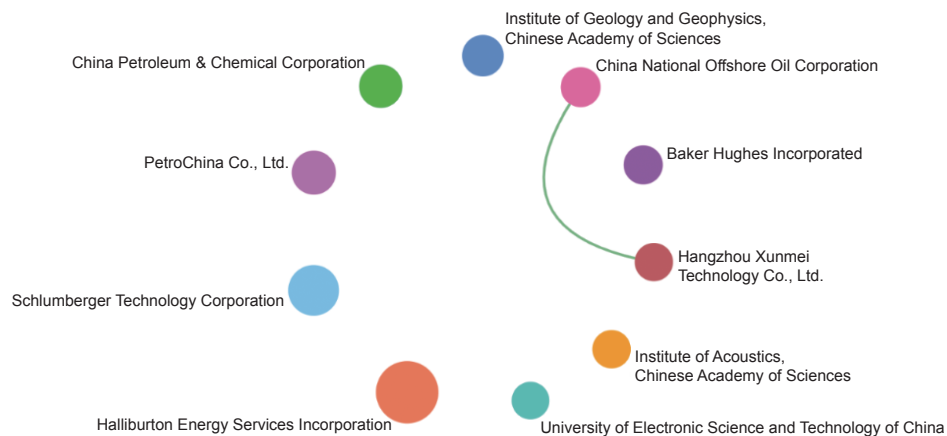 Institute of Geology and Geophysics,
Chinese Academy of Sciences
China Petroleum & Chemical Corporation
China National Offshore Oil Corporation
PetroChina Co., Ltd.
Baker Hughes Incorporated
Hangzhou Xunmei
Technology Co., Ltd.
Schlumberger Technology Corporation
Institute of Acoustics,
Chinese Academy of Sciences
Halliburton Energy Services Incorporation
University of Electronic Science and Technology of China